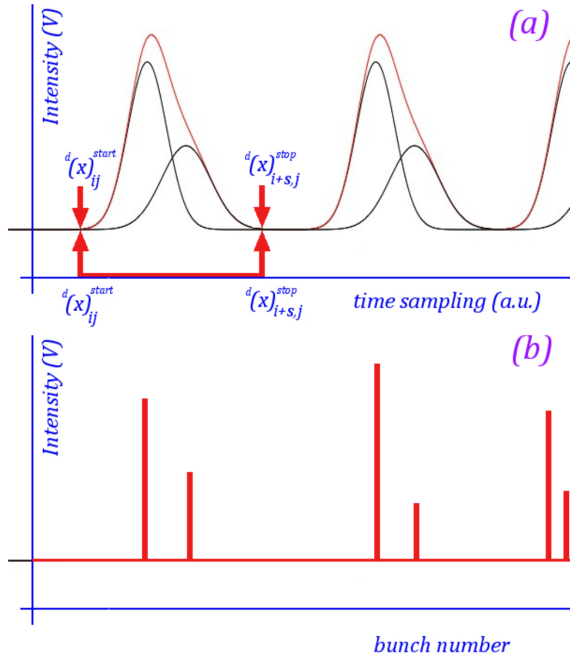 (a)
Intensity (V)
d(x)ij start
d(x)i+s,j stop
d(x)ij start
d(x)i+s,j stop
time sampling (a.u.)
(b)
Intensity (V)
bunch number